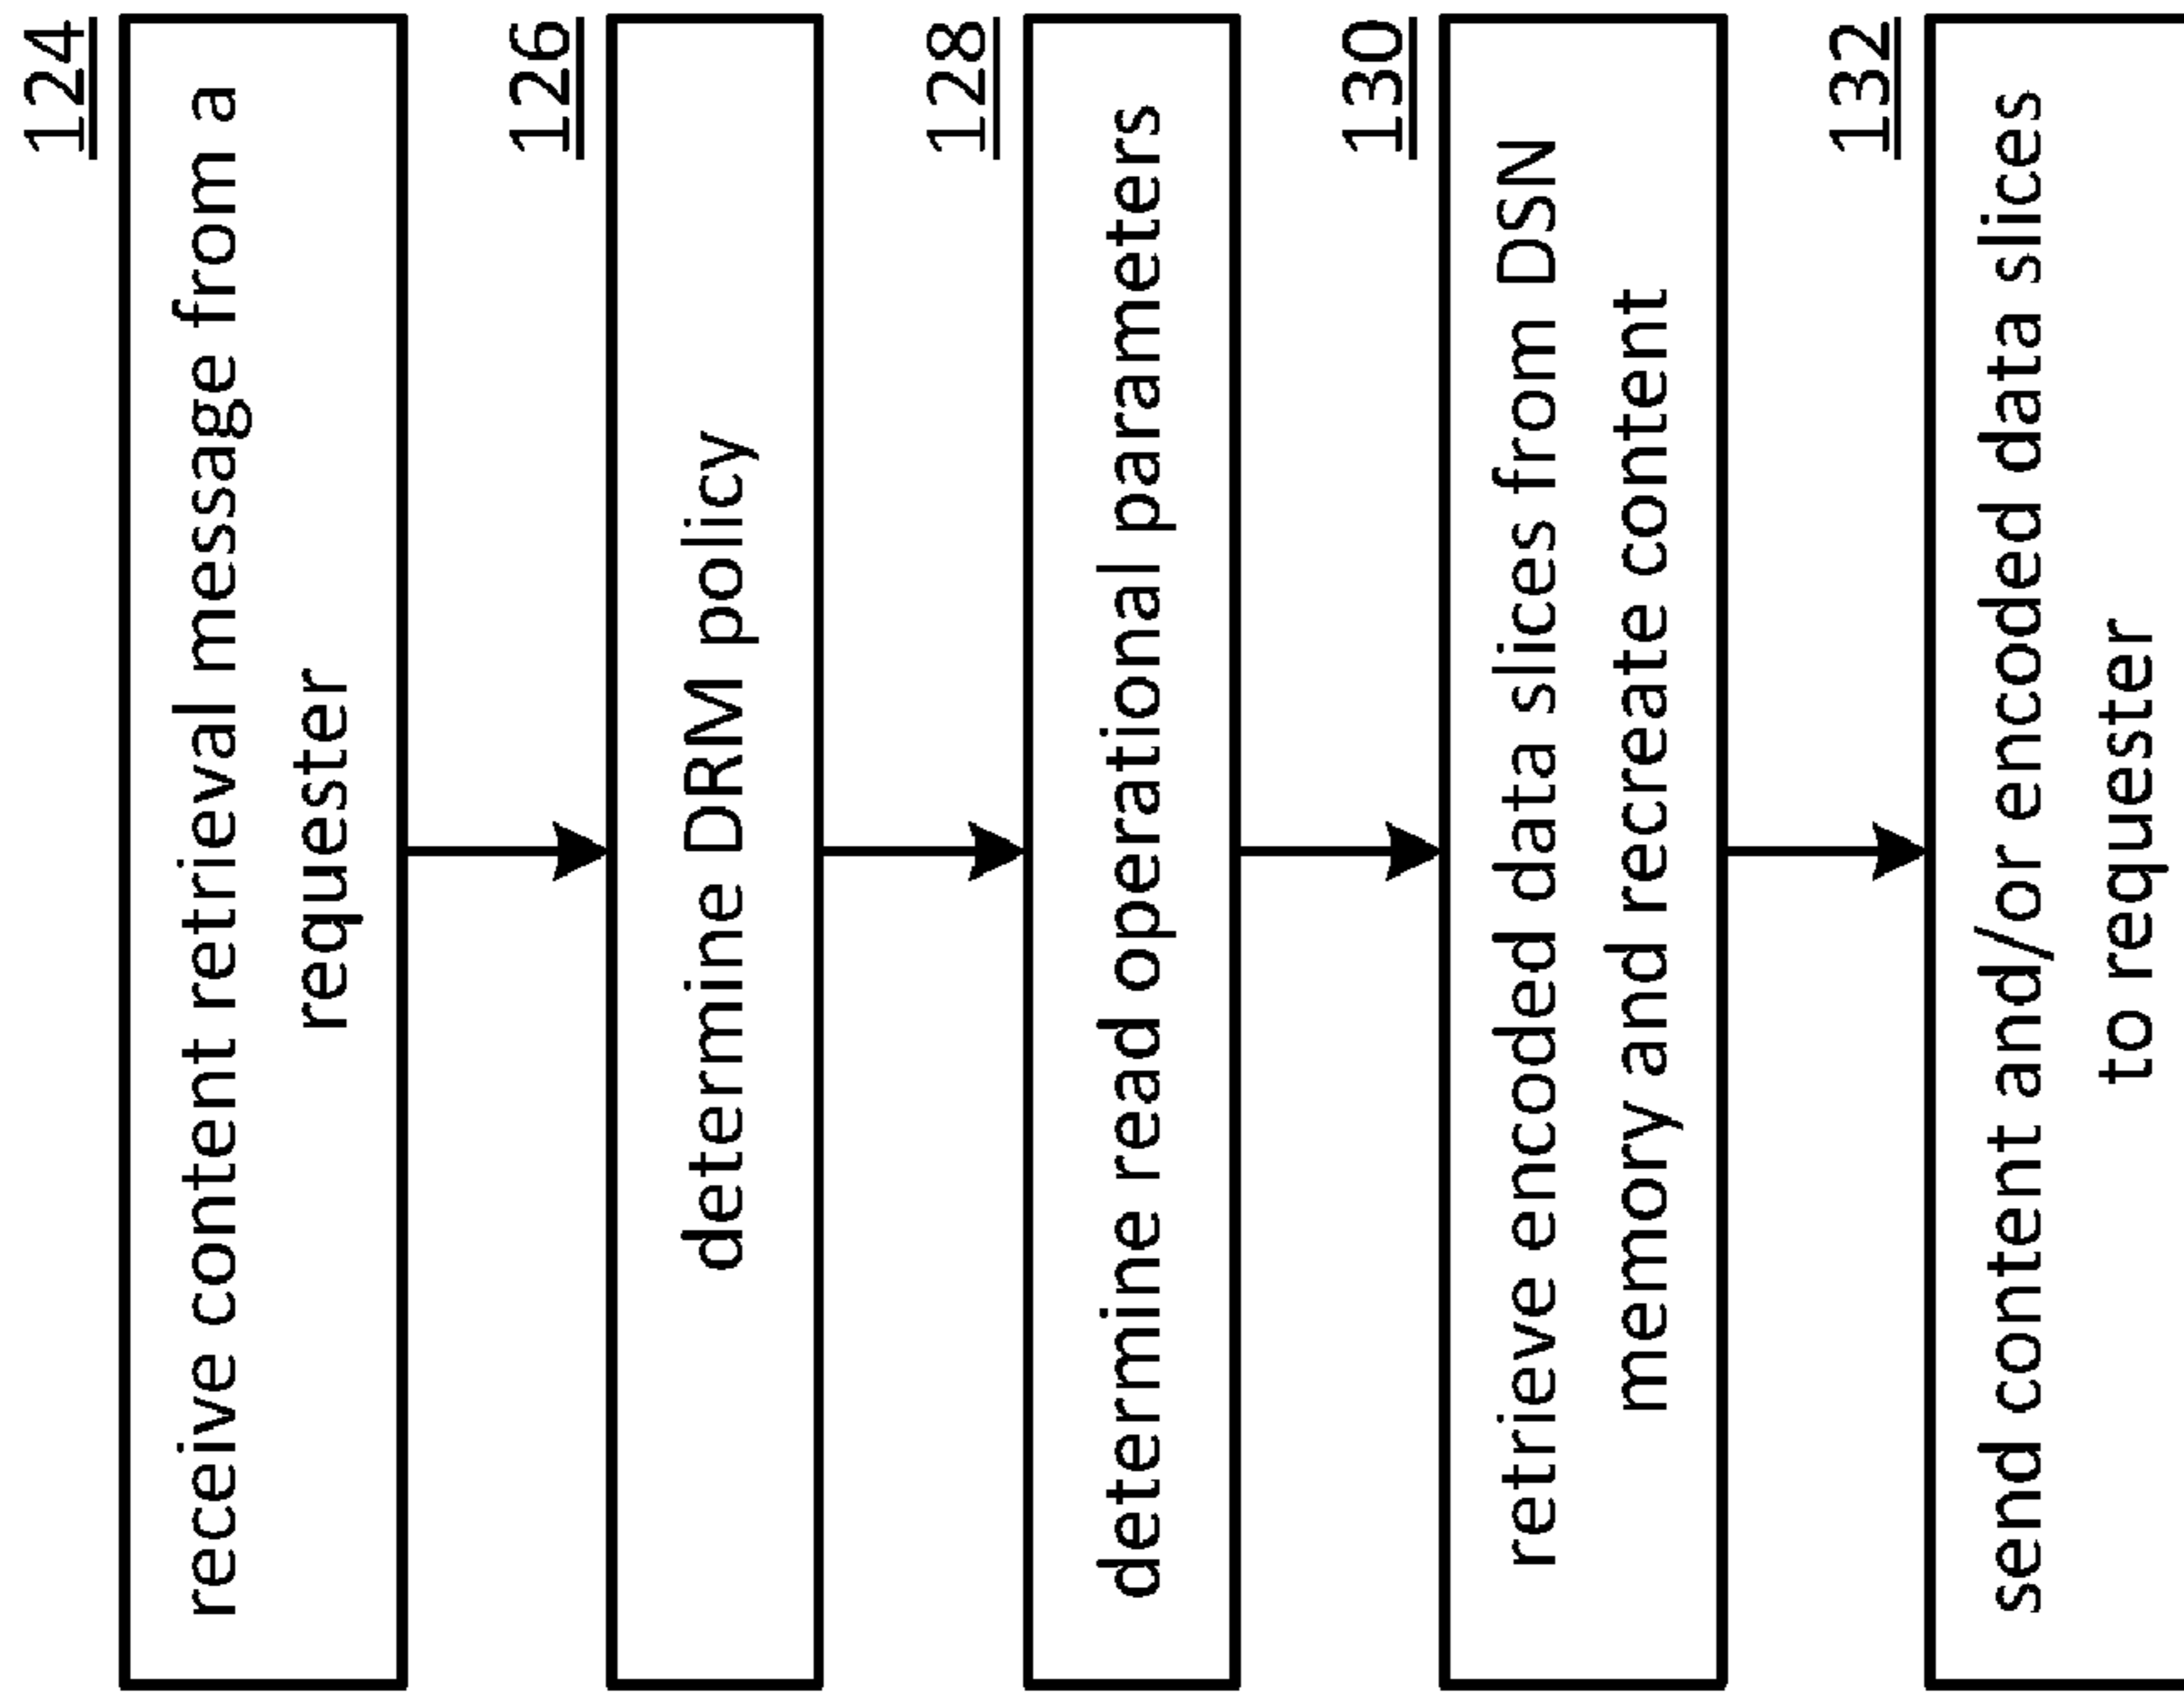 124
receive content retrieval message from a
requester
126
determine DRM policy
128
determine read operational parameters
130
retrieve encoded data slices from DSN
memory and recreate content
132
send content and/or encoded data slices
to requester